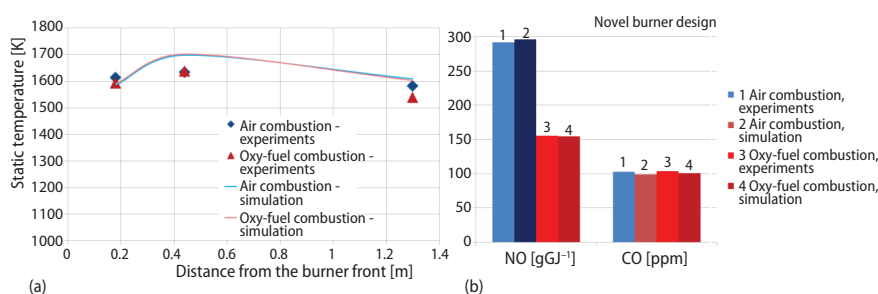 Static temperature [K]
1800
1700
1600
1500
1400
1300
1200
1100
1000
0
0.2
0.4
0.6
0.8
1
1.2
1.4
Distance from the burner front [m]
Air combustion -
experiments
Oxy-fuel combustion -
experiments
Air combustion -
simulation
Oxy-fuel combustion -
simulation
(a)
Novel burner design
300
250
200
150
100
50
0
1
2
3
4
1
2
3
4
NO [gGJ⁻¹]
CO [ppm]
1 Air combustion,
experiments
2 Air combustion,
simulation
3 Oxy-fuel combustion,
experiments
4 Oxy-fuel combustion,
simulation
(b)